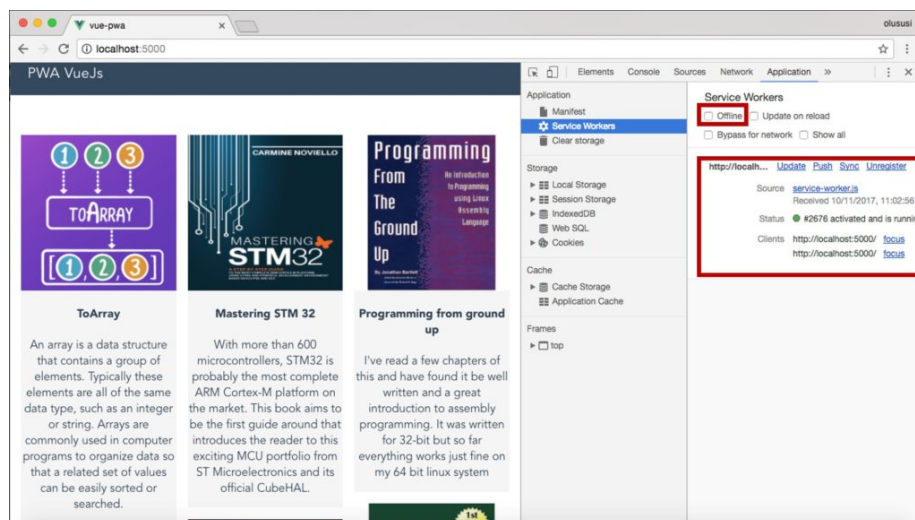 vue-pwa
olususi
localhost:5000
PWA VueJs
1 2 3
TOARRAY
[1,2,3]
ToArray
An array is a data structure
that contains a group of
elements. Typically these
elements are all of the same
data type, such as an integer
or string. Arrays are
commonly used in computer
programs to organize data so
that a related set of values
can be easily sorted or
searched.
CARMINE NOVIELLO
MASTERING
STM32
Mastering STM 32
With more than 600
microcontrollers, STM32 is
probably the most complete
ARM Cortex-M platform on
the market. This book aims to
be the first guide around that
introduces the reader to this
exciting MCU portfolio from
ST Microelectronics and its
official CubeHAL.
Programming
From
The
Ground
Up
An Introduction
to Programming
using Linux
Assembly
Language
By Jonathan Bartlett
Programming from ground
up
I've read a few chapters of
this and have found it be well
written and a great
introduction to assembly
programming. It was written
for 32-bit but so far
everything works just fine on
my 64 bit linux system
1st
Elements Console Sources Network Application »
Application
Manifest
Service Workers
Clear storage
Storage
Local Storage
Session Storage
IndexedDB
Web SQL
Cookies
Cache
Cache Storage
Application Cache
Frames
top
Service Workers
Offline Update on reload
Bypass for network Show all
http://localh... Update Push Sync Unregister
Source service-worker.js
Received 10/11/2017, 11:02:56
Status #2676 activated and is runni
Clients http://localhost:5000/ focus
http://localhost:5000/ focus